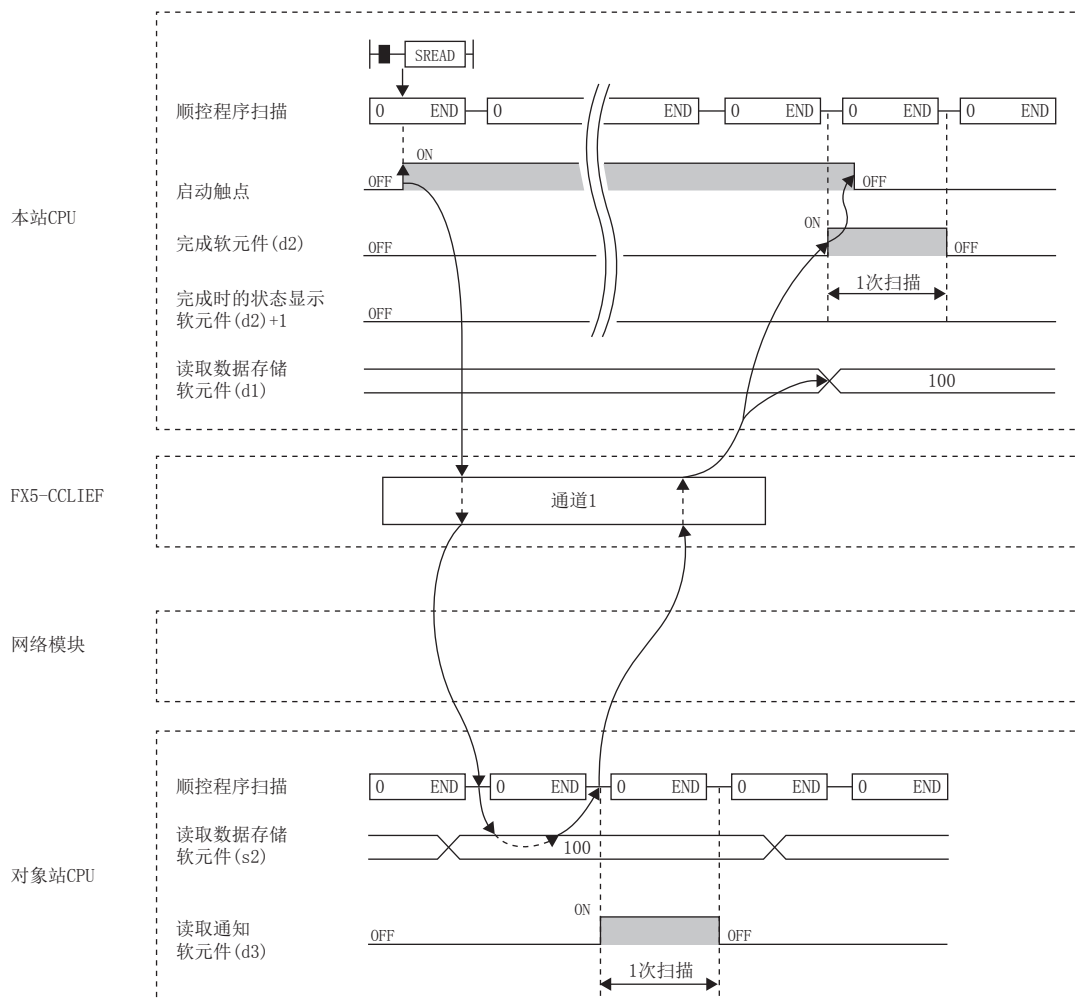 SREAD
本站CPU
顺控程序扫描
0 END 0 END 0 END 0 END 0 END
启动触点
OFF ON OFF
完成软元件(d2)
OFF ON OFF
1次扫描
完成时的状态显示
软元件(d2)+1
OFF
读取数据存储
软元件(d1)
100
FX5-CCLIEF
通道1
网络模块
对象站CPU
顺控程序扫描
0 END 0 END 0 END 0 END 0 END
读取数据存储
软元件(s2)
100
读取通知
软元件(d3)
OFF ON OFF
1次扫描